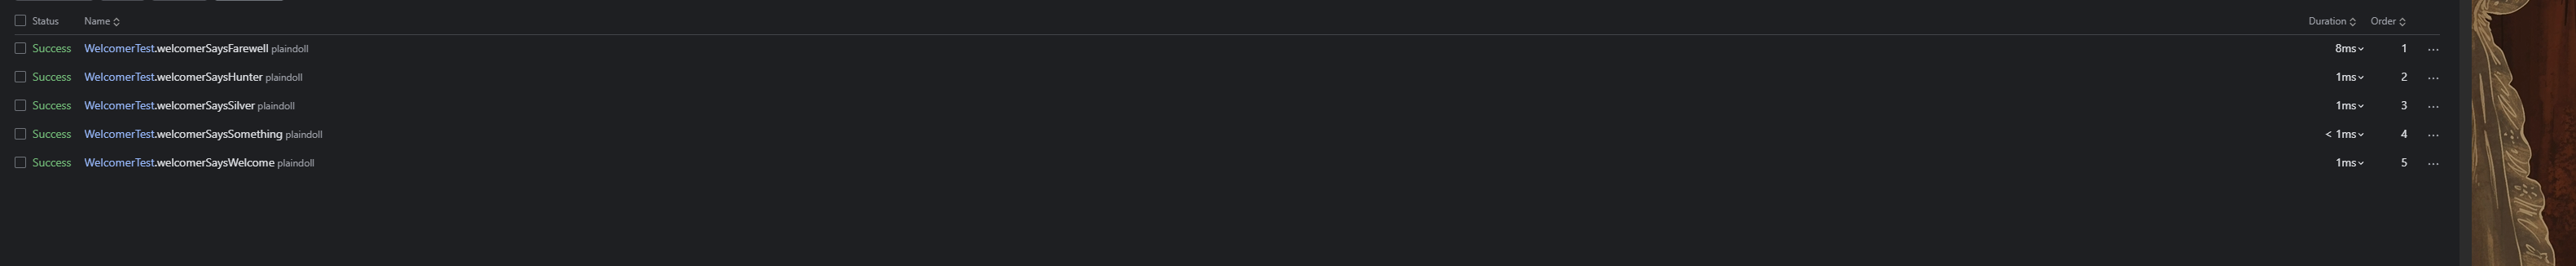 Status Name Duration Order
Success WelcomerTest.welcomerSaysFarewell plaindoll 8ms 1 ...
Success WelcomerTest.welcomerSaysHunter plaindoll 1ms 2 ...
Success WelcomerTest.welcomerSaysSilver plaindoll 1ms 3 ...
Success WelcomerTest.welcomerSaysSomething plaindoll < 1ms 4 ...
Success WelcomerTest.welcomerSaysWelcome plaindoll 1ms 5 ...